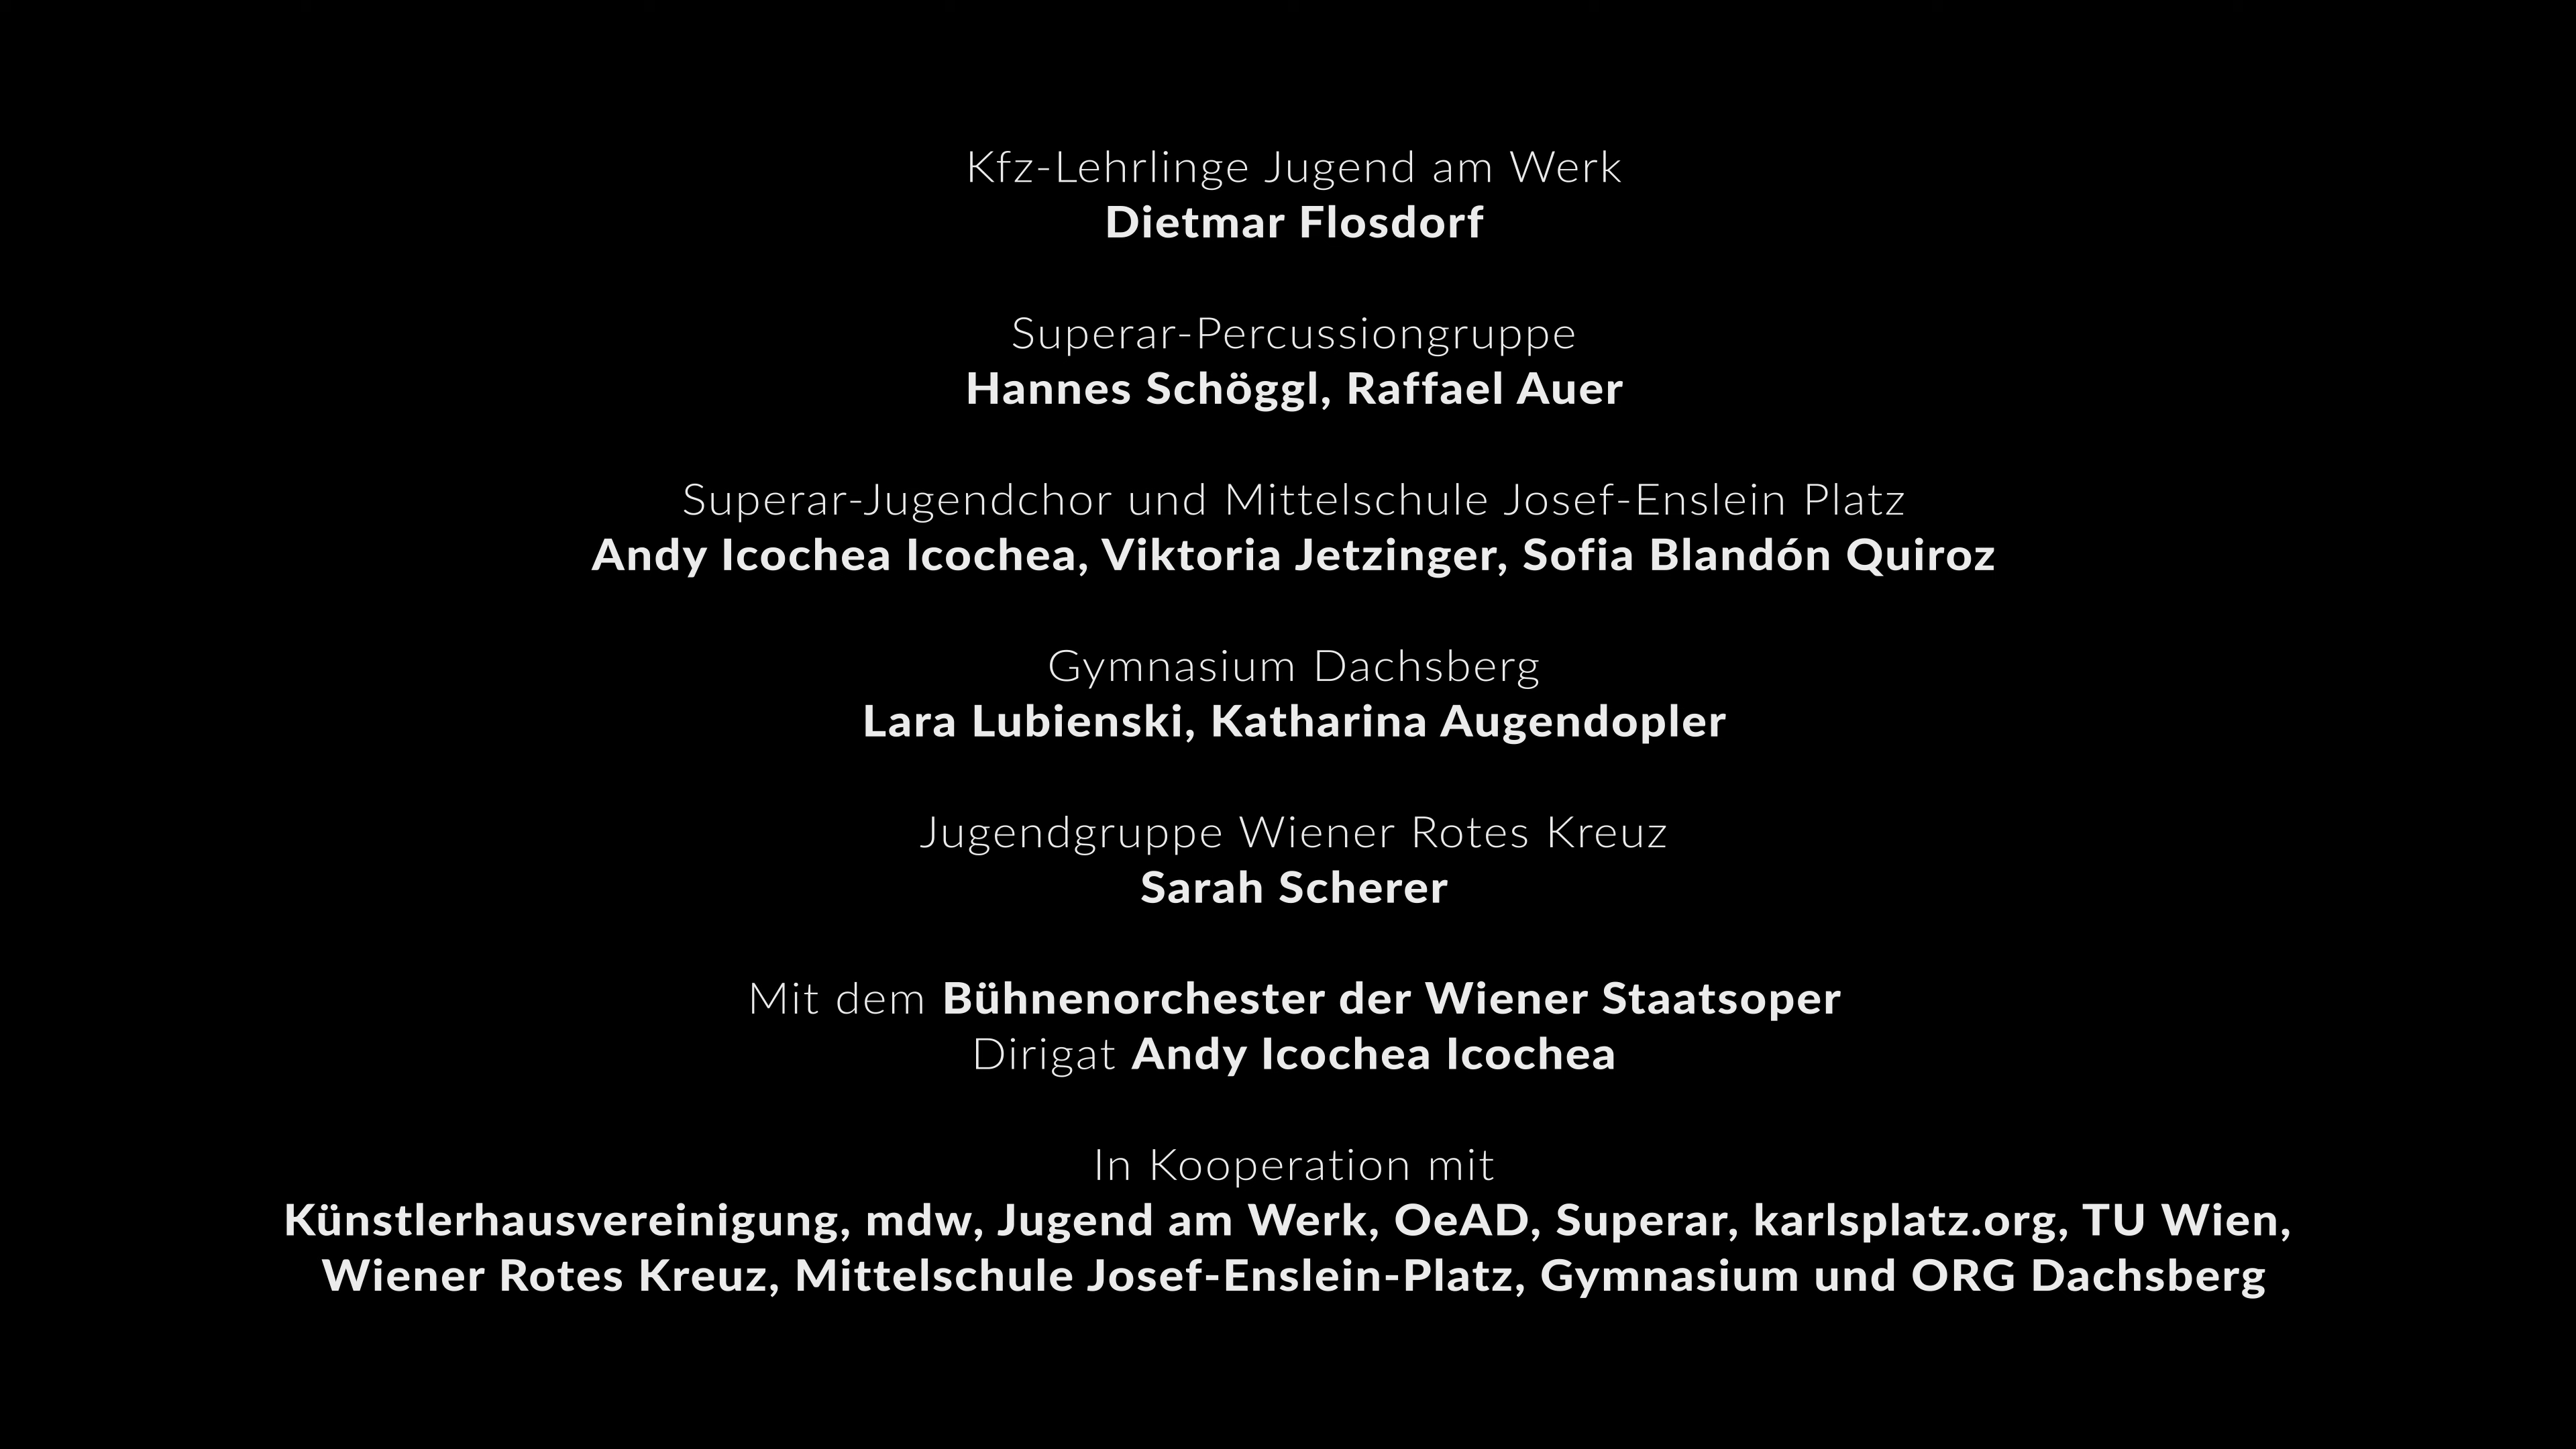 Kfz-Lehrlinge Jugend am Werk
Dietmar Flosdorf
Superar-Percussiongruppe
Hannes Schöggl, Raffael Auer
Superar-Jugendchor und Mittelschule Josef-Enslein Platz
Andy Icochea Icochea, Viktoria Jetzinger, Sofia Blandón Quiroz
Gymnasium Dachsberg
Lara Lubienski, Katharina Augendopler
Jugendgruppe Wiener Rotes Kreuz
Sarah Scherer
Mit dem Bühnenorchester der Wiener Staatsoper
Dirigat Andy Icochea Icochea
In Kooperation mit
Künstlerhausvereinigung, mdw, Jugend am Werk, OeAD, Superar, karlsplatz.org, TU Wien,
Wiener Rotes Kreuz, Mittelschule Josef-Enslein-Platz, Gymnasium und ORG Dachsberg